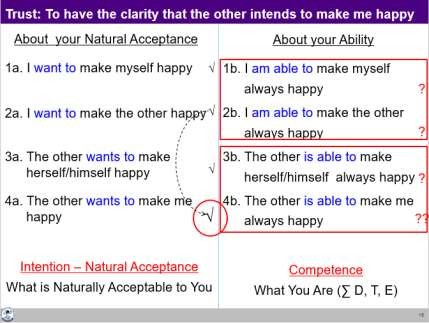 Trust: To have the clarity that the other intends to make me happy
About your Natural Acceptance
1a. I want to make myself happy √
2a. I want to make the other happy √
3a. The other wants to make
herself/himself happy √
4a. The other wants to make me
happy √
Intention – Natural Acceptance
What is Naturally Acceptable to You
About your Ability
1b. I am able to make myself
always happy ?
2b. I am able to make the other
always happy ?
3b. The other is able to make
herself/himself always happy ?
4b. The other is able to make me
always happy ??
Competence
What You Are (∑ D, T, E)